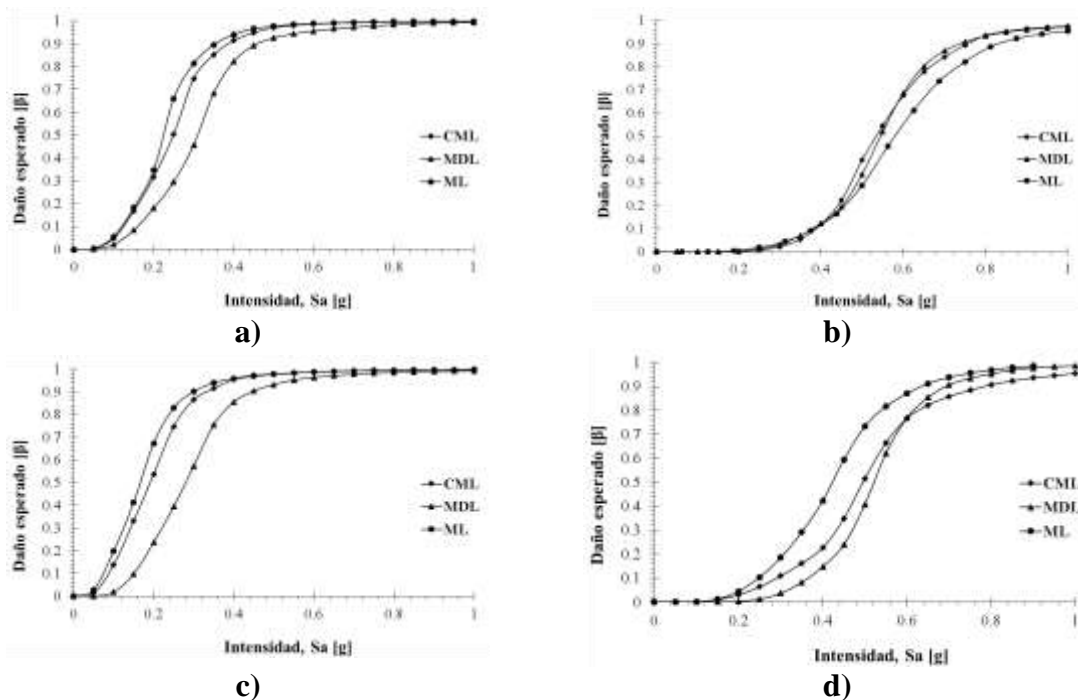 1
0.9
0.8
0.7
0.6
0.5
0.4
0.3
0.2
0.1
0
Daño esperado [β]
CML
MDL
ML
0 0.2 0.4 0.6 0.8 1
Intensidad, Sa [g]
a)
1
0.9
0.8
0.7
0.6
0.5
0.4
0.3
0.2
0.1
0
Daño esperado [β]
CML
MDL
ML
0 0.2 0.4 0.6 0.8 1
Intensidad, Sa [g]
b)
1
0.9
0.8
0.7
0.6
0.5
0.4
0.3
0.2
0.1
0
Daño esperado [β]
CML
MDL
ML
0 0.2 0.4 0.6 0.8 1
Intensidad, Sa [g]
c)
1
0.9
0.8
0.7
0.6
0.5
0.4
0.3
0.2
0.1
0
Daño esperado [β]
CML
MDL
ML
0 0.2 0.4 0.6 0.8 1
Intensidad, Sa [g]
d)